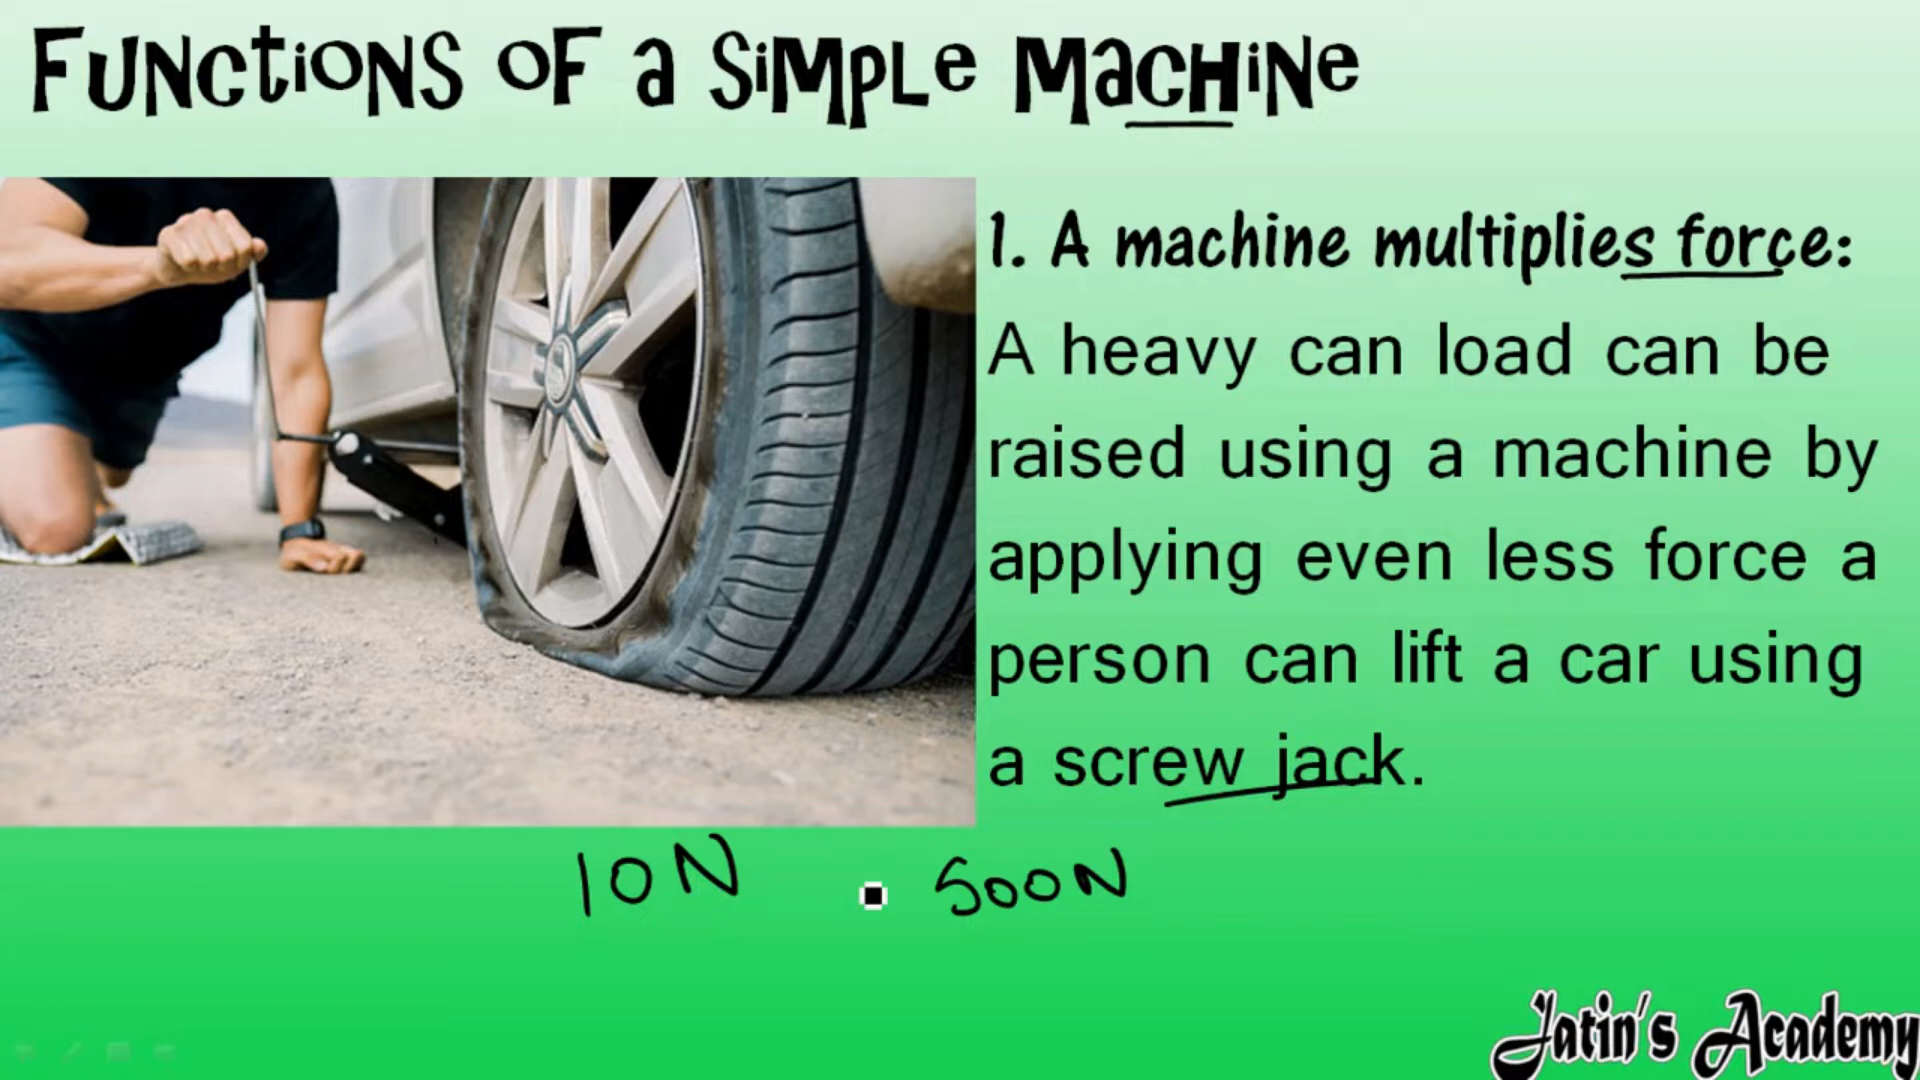 Functions of a Simple Machine
1. A machine multiplies force:
A heavy can load can be
raised using a machine by
applying even less force a
person can lift a car using
a screw jack.
10N 500N
Jatin's Academy